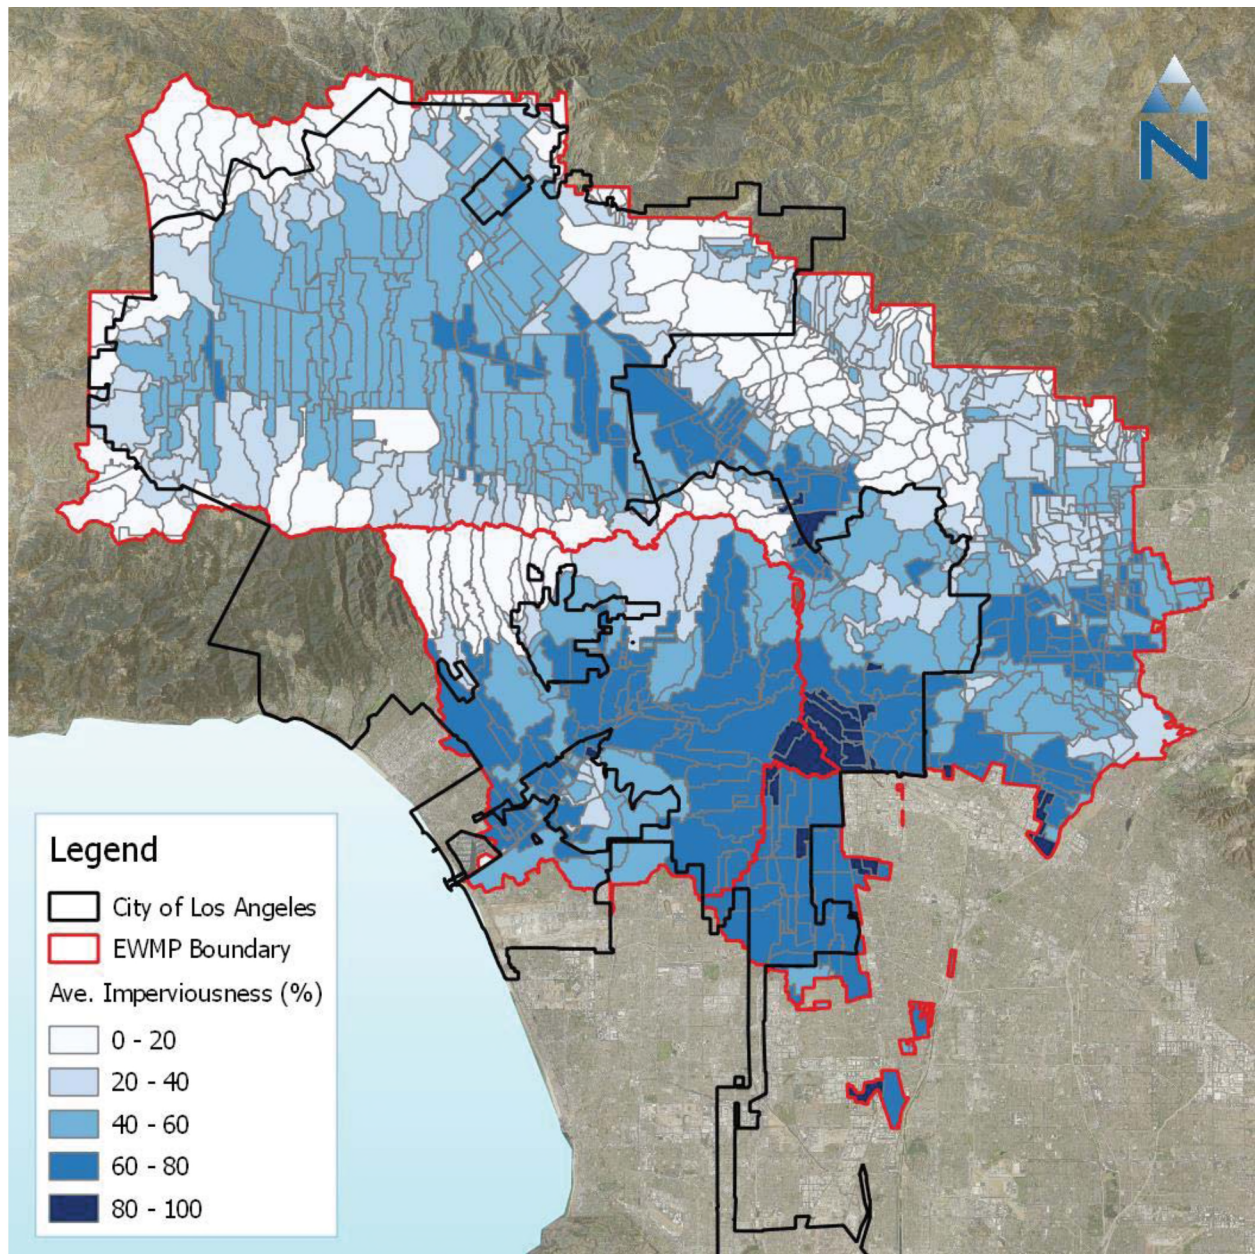 N
Legend
City of Los Angeles
EWMP Boundary
Ave. Imperviousness (%)
0 - 20
20 - 40
40 - 60
60 - 80
80 - 100